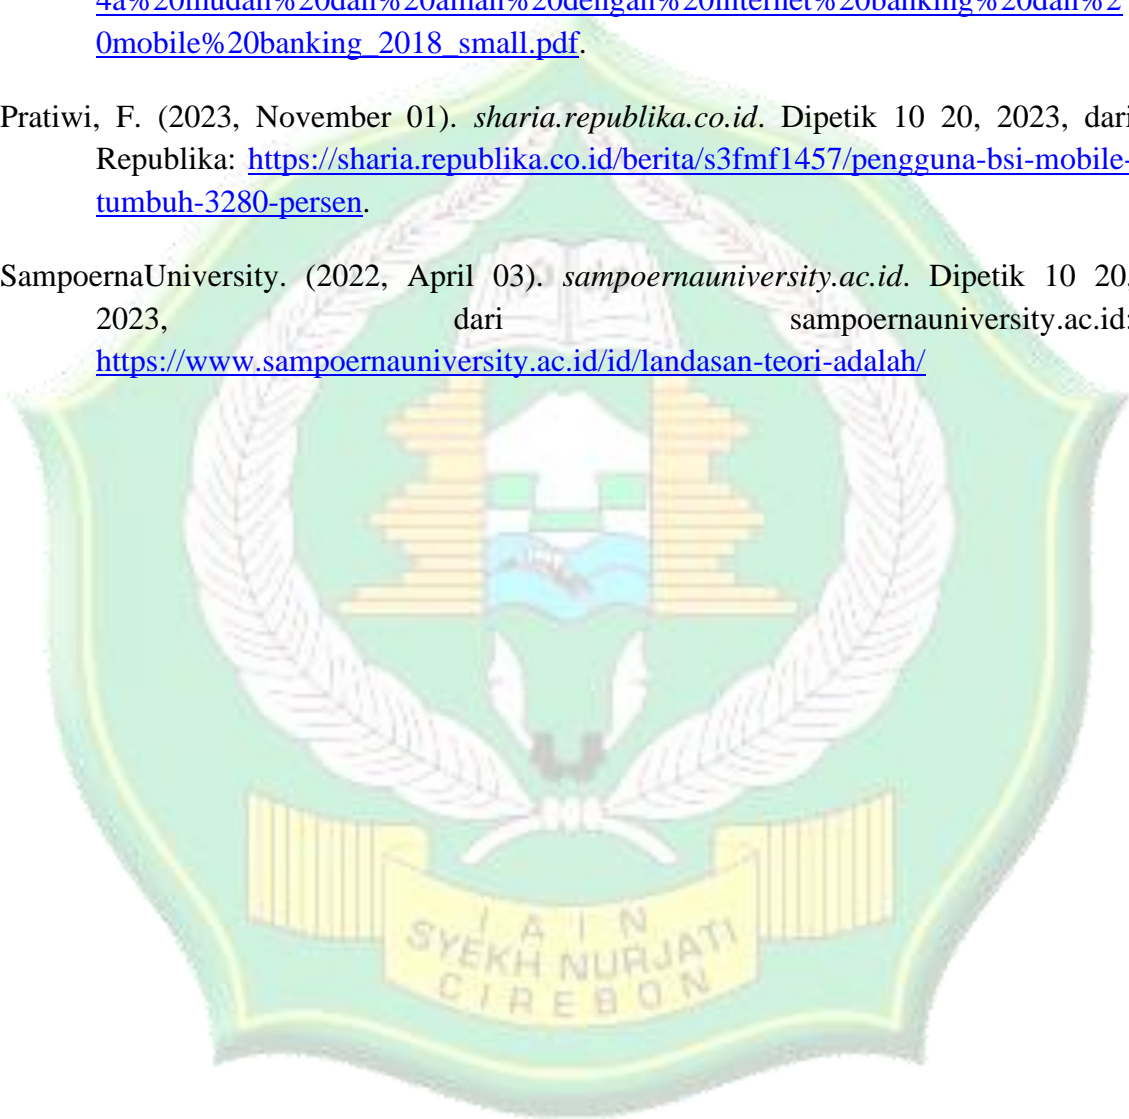 4a%20mudah%20dan%20aman%20dengan%20internet%20banking%20dan%2
0mobile%20banking_2018_small.pdf.
Pratiwi, F. (2023, November 01). sharia.republika.co.id. Dipetik 10 20, 2023, dari
Republika: https://sharia.republika.co.id/berita/s3fmf1457/pengguna-bsi-mobile-
tumbuh-3280-persen.
SampoernaUniversity. (2022, April 03). sampoernauniversity.ac.id. Dipetik 10 20,
2023, dari sampoernauniversity.ac.id:
https://www.sampoernauniversity.ac.id/id/landasan-teori-adalah/
IAIN
SYEKH NURJATI
CIREBON